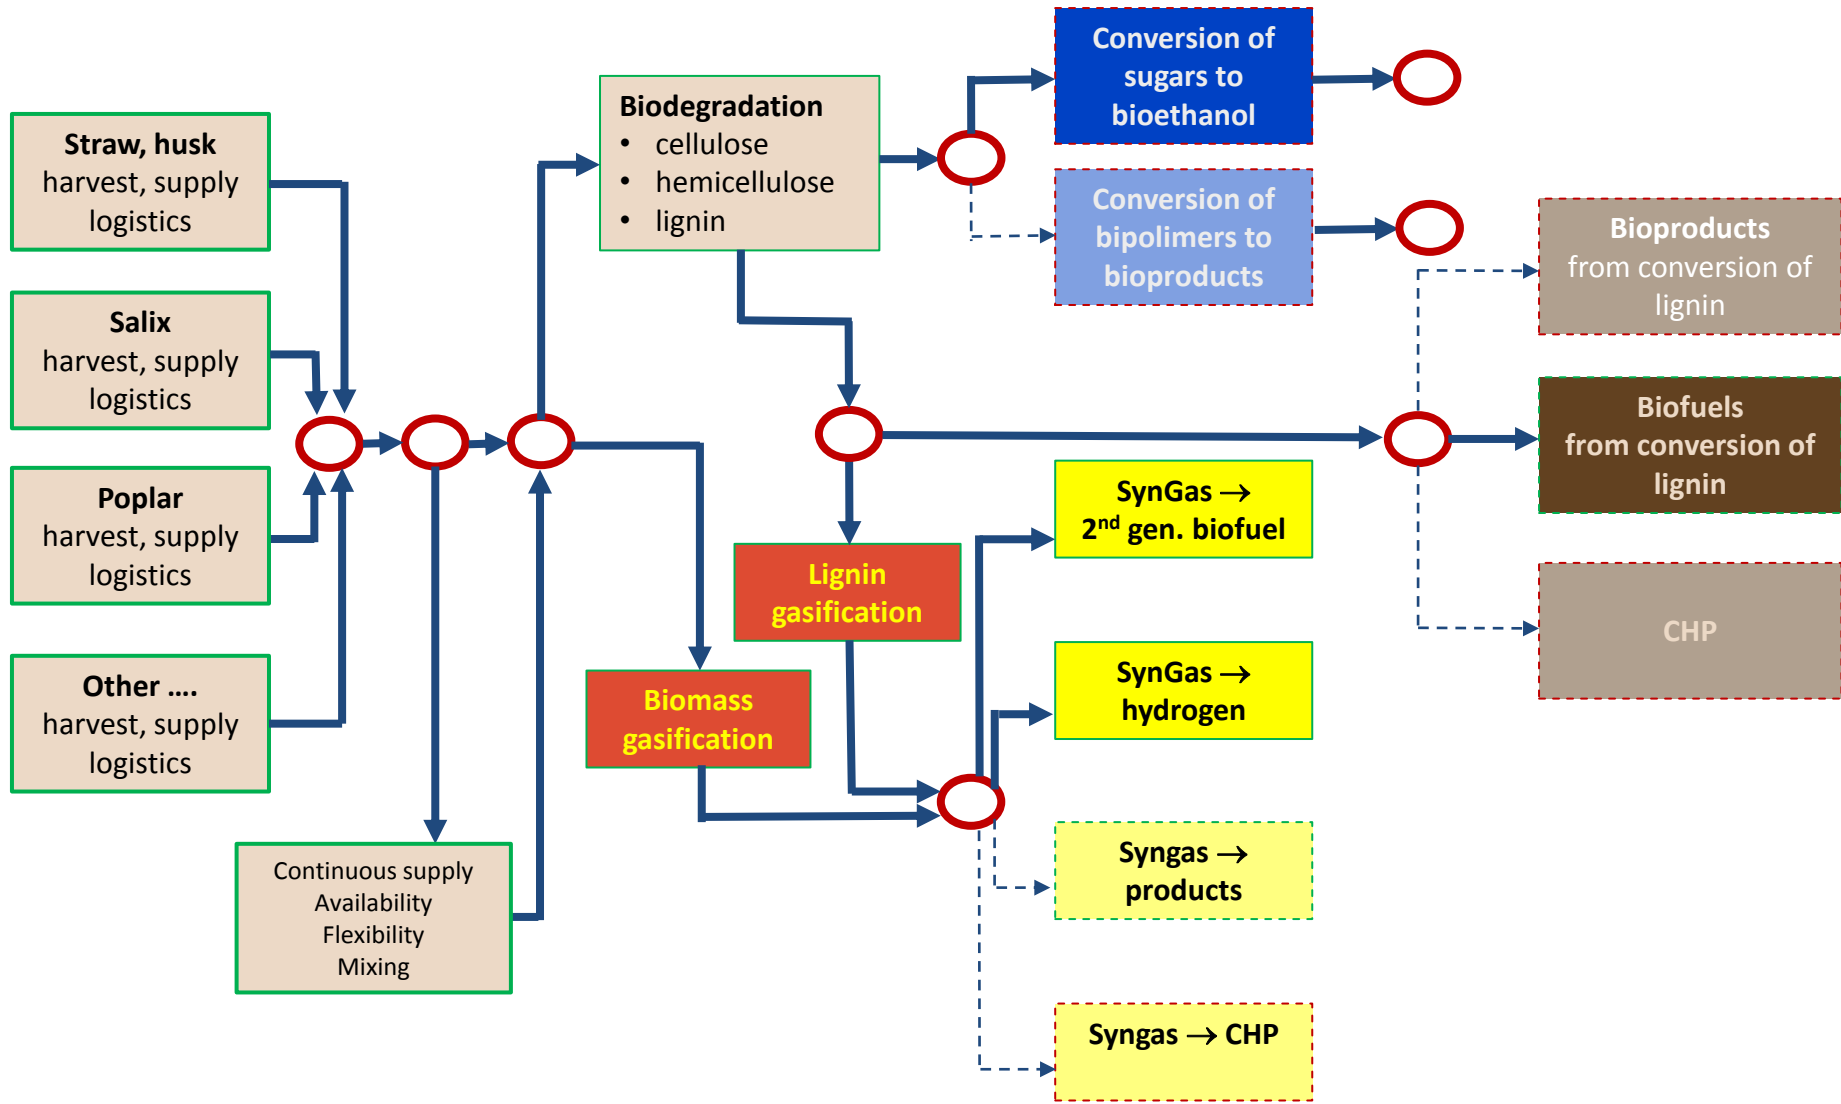 Straw, husk
harvest, supply
logistics
Salix
harvest, supply
logistics
Poplar
harvest, supply
logistics
Other ....
harvest, supply
logistics
Continuous supply
Availability
Flexibility
Mixing
Biodegradation
• cellulose
• hemicellulose
• lignin
Biomass
gasification
Lignin
gasification
Conversion of
sugars to
bioethanol
Conversion of
bipolimers to
bioproducts
SynGas →
2nd gen. biofuel
SynGas →
hydrogen
Syngas →
products
Syngas → CHP
Bioproducts
from conversion of
lignin
Biofuels
from conversion of
lignin
CHP